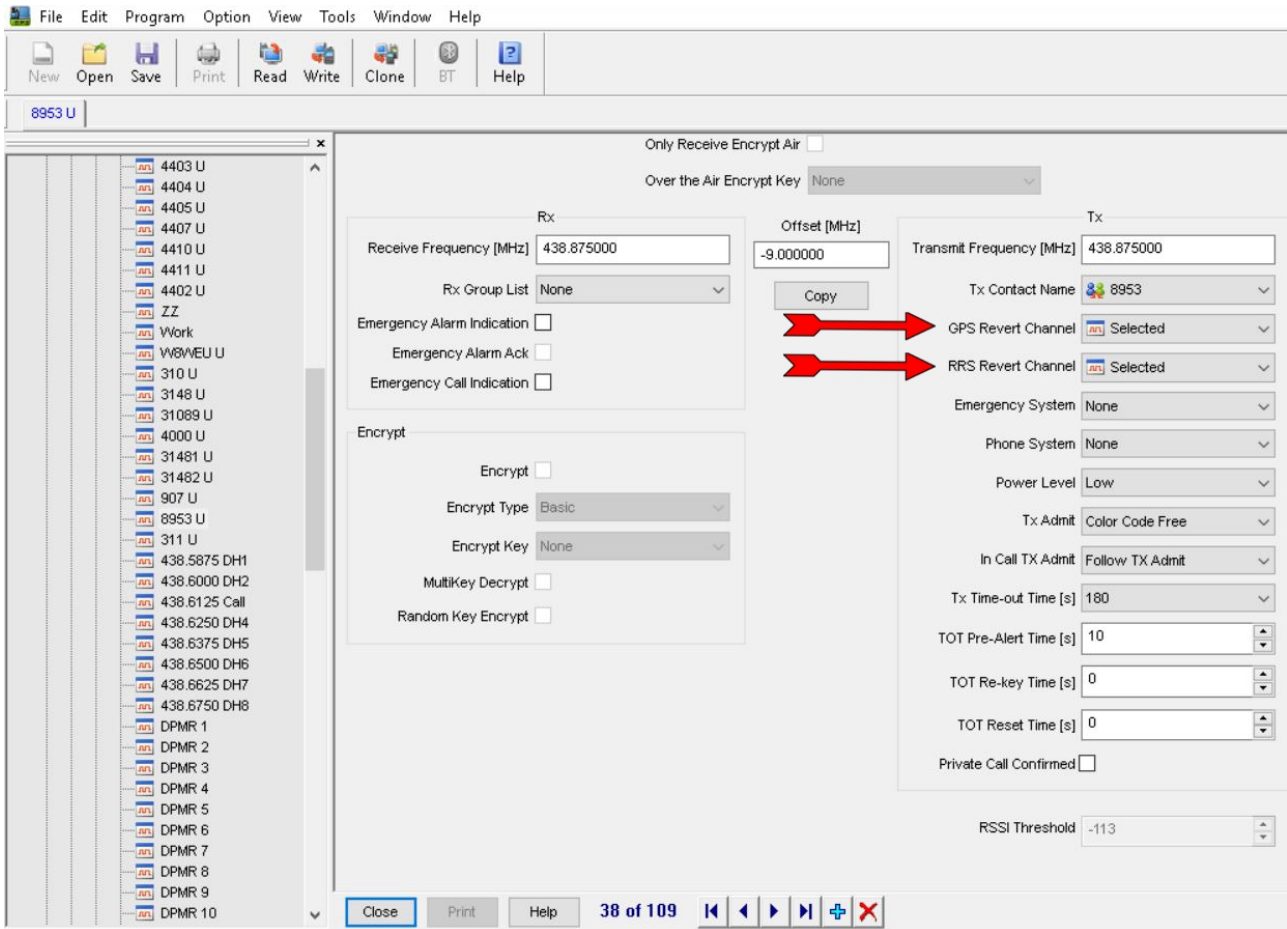 File Edit Program Option View Tools Window Help
New Open Save Print Read Write Clone BT Help
8953 U
4403 U
4404 U
4405 U
4407 U
4410 U
4411 U
4402 U
ZZ
Work
W8WEU U
310 U
3148 U
31089 U
4000 U
31481 U
31482 U
907 U
8953 U
311 U
438.5875 DH1
438.6000 DH2
438.6125 Call
438.6250 DH4
438.6375 DH5
438.6500 DH6
438.6625 DH7
438.6750 DH8
DPMR 1
DPMR 2
DPMR 3
DPMR 4
DPMR 5
DPMR 6
DPMR 7
DPMR 8
DPMR 9
DPMR 10
Only Receive Encrypt Air
Over the Air Encrypt Key None
Rx
Receive Frequency [MHz] 438.875000
Rx Group List None
Emergency Alarm Indication
Emergency Alarm Ack
Emergency Call Indication
Encrypt
Encrypt
Encrypt Type Basic
Encrypt Key None
MultiKey Decrypt
Random Key Encrypt
Offset [MHz]
-9.000000
Copy
Tx
Transmit Frequency [MHz] 438.875000
Tx Contact Name 8953
GPS Revert Channel Selected
RRS Revert Channel Selected
Emergency System None
Phone System None
Power Level Low
Tx Admit Color Code Free
In Call TX Admit Follow TX Admit
Tx Time-out Time [s] 180
TOT Pre-Alert Time [s] 10
TOT Re-key Time [s] 0
TOT Reset Time [s] 0
Private Call Confirmed
RSSI Threshold -113
Close Print Help 38 of 109